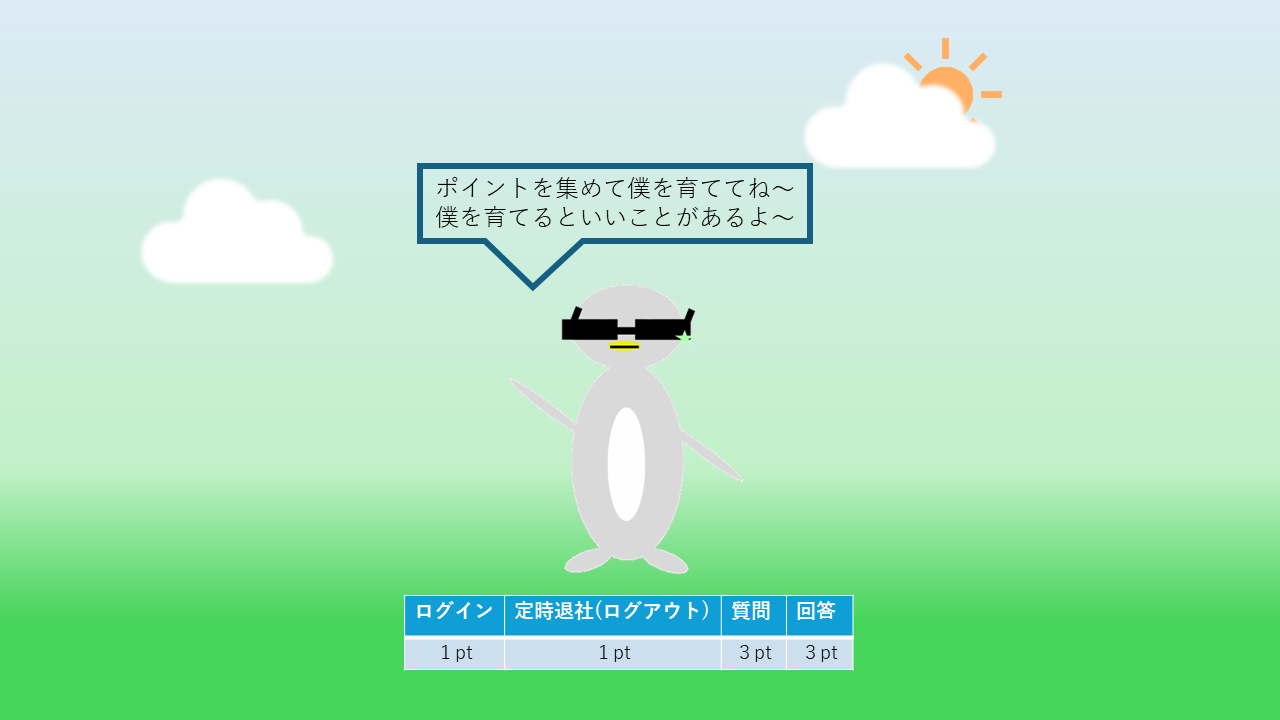 ポイントを集めて僕を育ててね～
僕を育てるといいことがあるよ～
ログイン 定時退社(ログアウト) 質問 回答
1 pt 1 pt 3 pt 3 pt